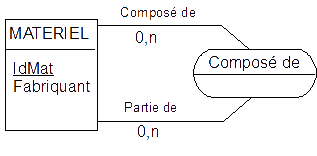 Composé de
MATERIEL
0,n
Composé de
IdMat
Fabriquant
Partie de
0,n